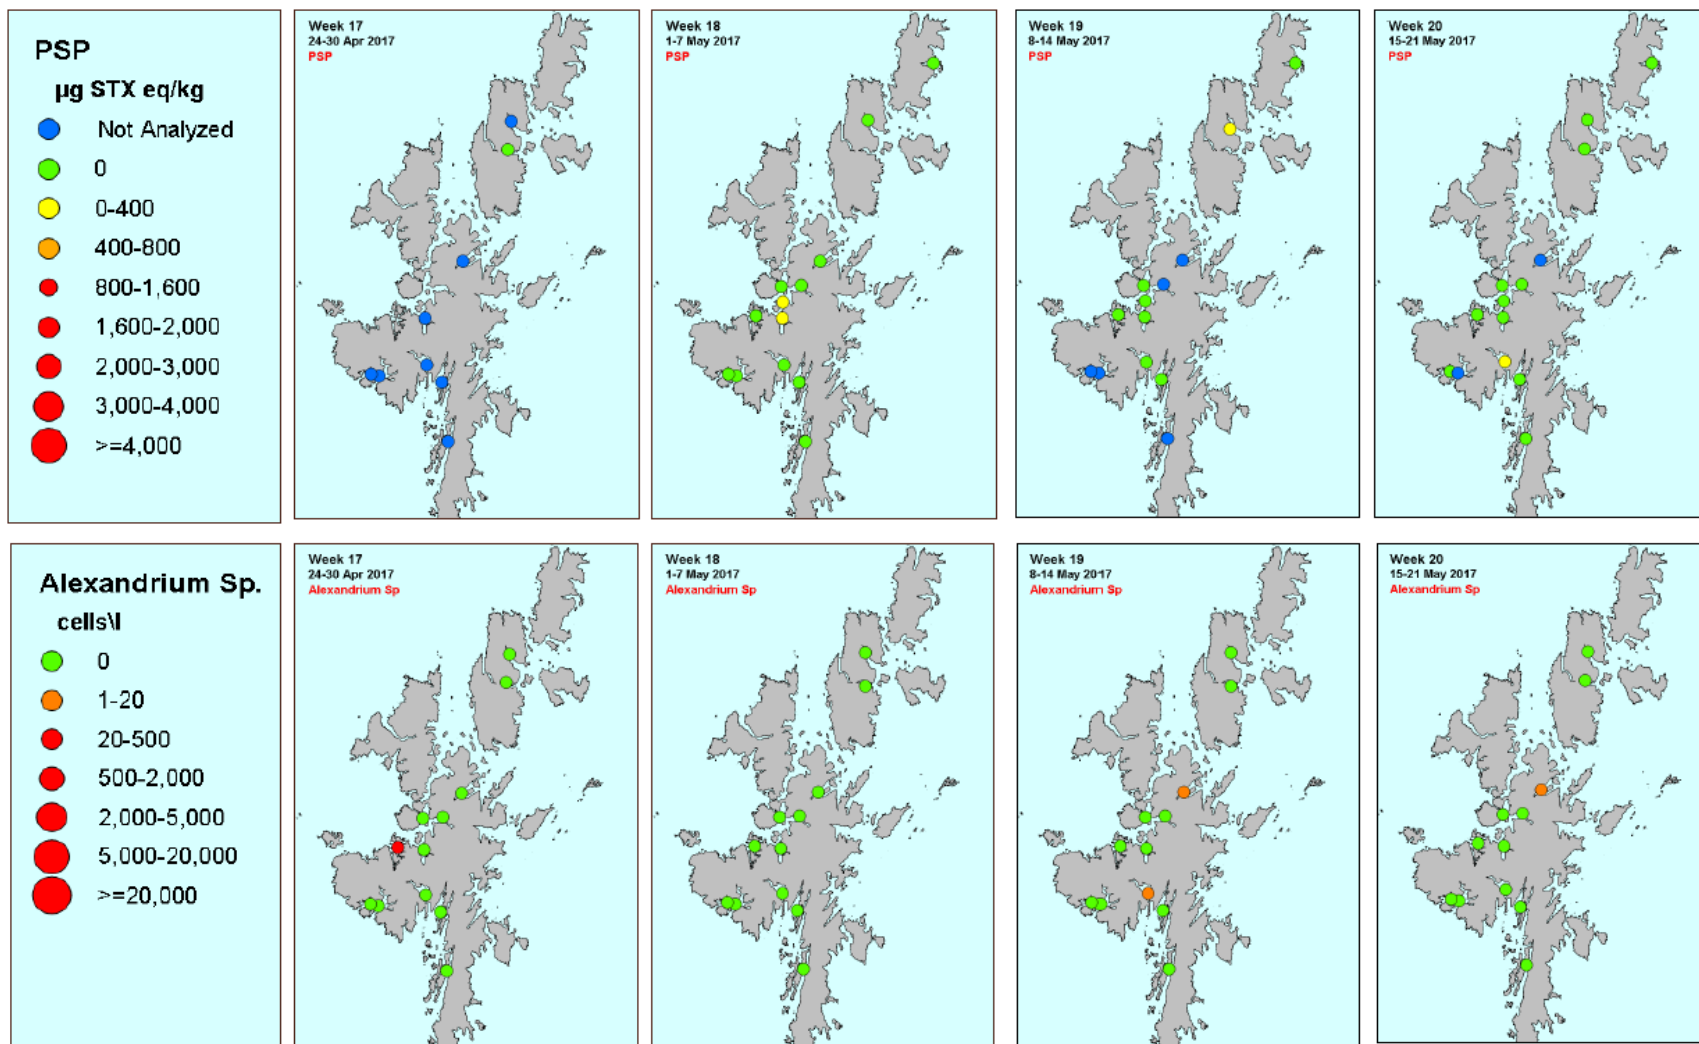 PSP
µg STX eq/kg
Not Analyzed
0
0-400
400-800
800-1,600
1,600-2,000
2,000-3,000
3,000-4,000
>=4,000
Week 17
24-30 Apr 2017
PSP
Week 18
1-7 May 2017
PSP
Week 19
8-14 May 2017
PSP
Week 20
15-21 May 2017
PSP
Alexandrium Sp.
cells\l
0
1-20
20-500
500-2,000
2,000-5,000
5,000-20,000
>=20,000
Week 17
24-30 Apr 2017
Alexandrium Sp
Week 18
1-7 May 2017
Alexandrium Sp
Week 19
8-14 May 2017
Alexandrium Sp
Week 20
15-21 May 2017
Alexandrium Sp